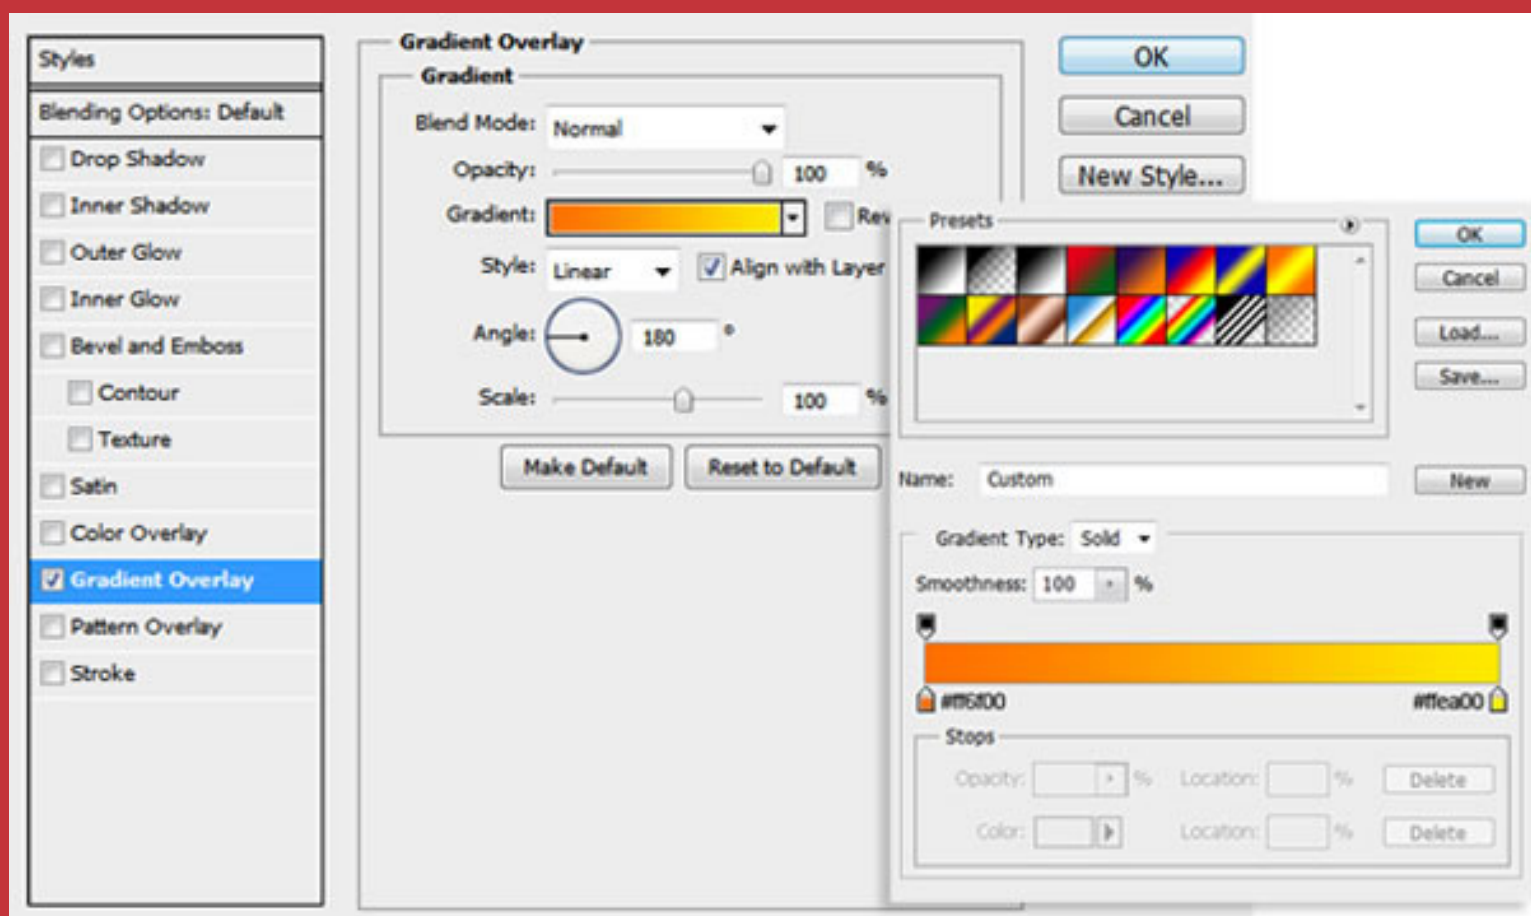 Styles
Blending Options: Default
Drop Shadow
Inner Shadow
Outer Glow
Inner Glow
Bevel and Emboss
Contour
Texture
Satin
Color Overlay
Gradient Overlay
Pattern Overlay
Stroke
Gradient Overlay
Gradient
Blend Mode: Normal
Opacity: 100 %
Gradient: Rev
Style: Linear Align with Layer
Angle: 180 °
Scale: 100 %
Make Default Reset to Default
OK
Cancel
New Style...
Presets
OK
Cancel
Load...
Save...
Name: Custom New
Gradient Type: Solid
Smoothness: 100 %
#ff6f00 #ffea00
Stops
Opacity: % Location: % Delete
Color: Location: % Delete